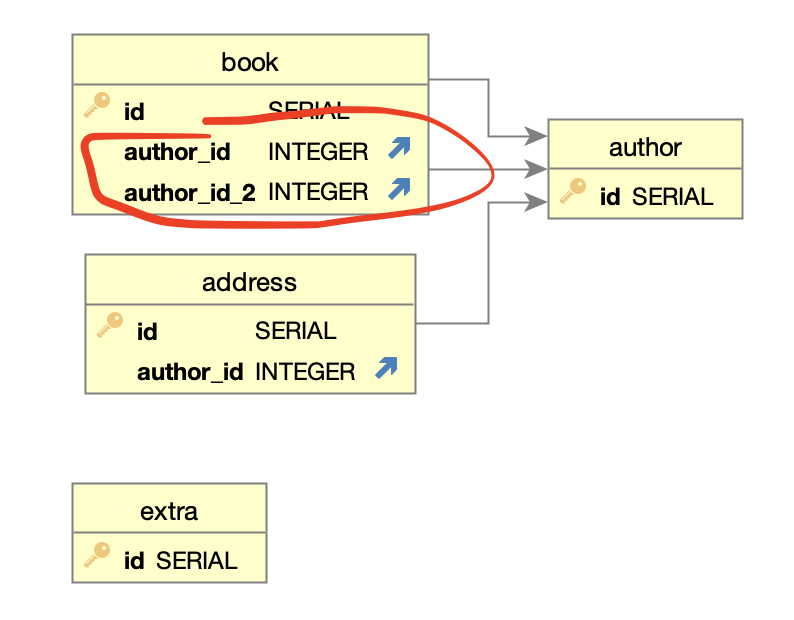 book
id SERIAL
author_id INTEGER
author_id_2 INTEGER
author
id SERIAL
address
id SERIAL
author_id INTEGER
extra
id SERIAL